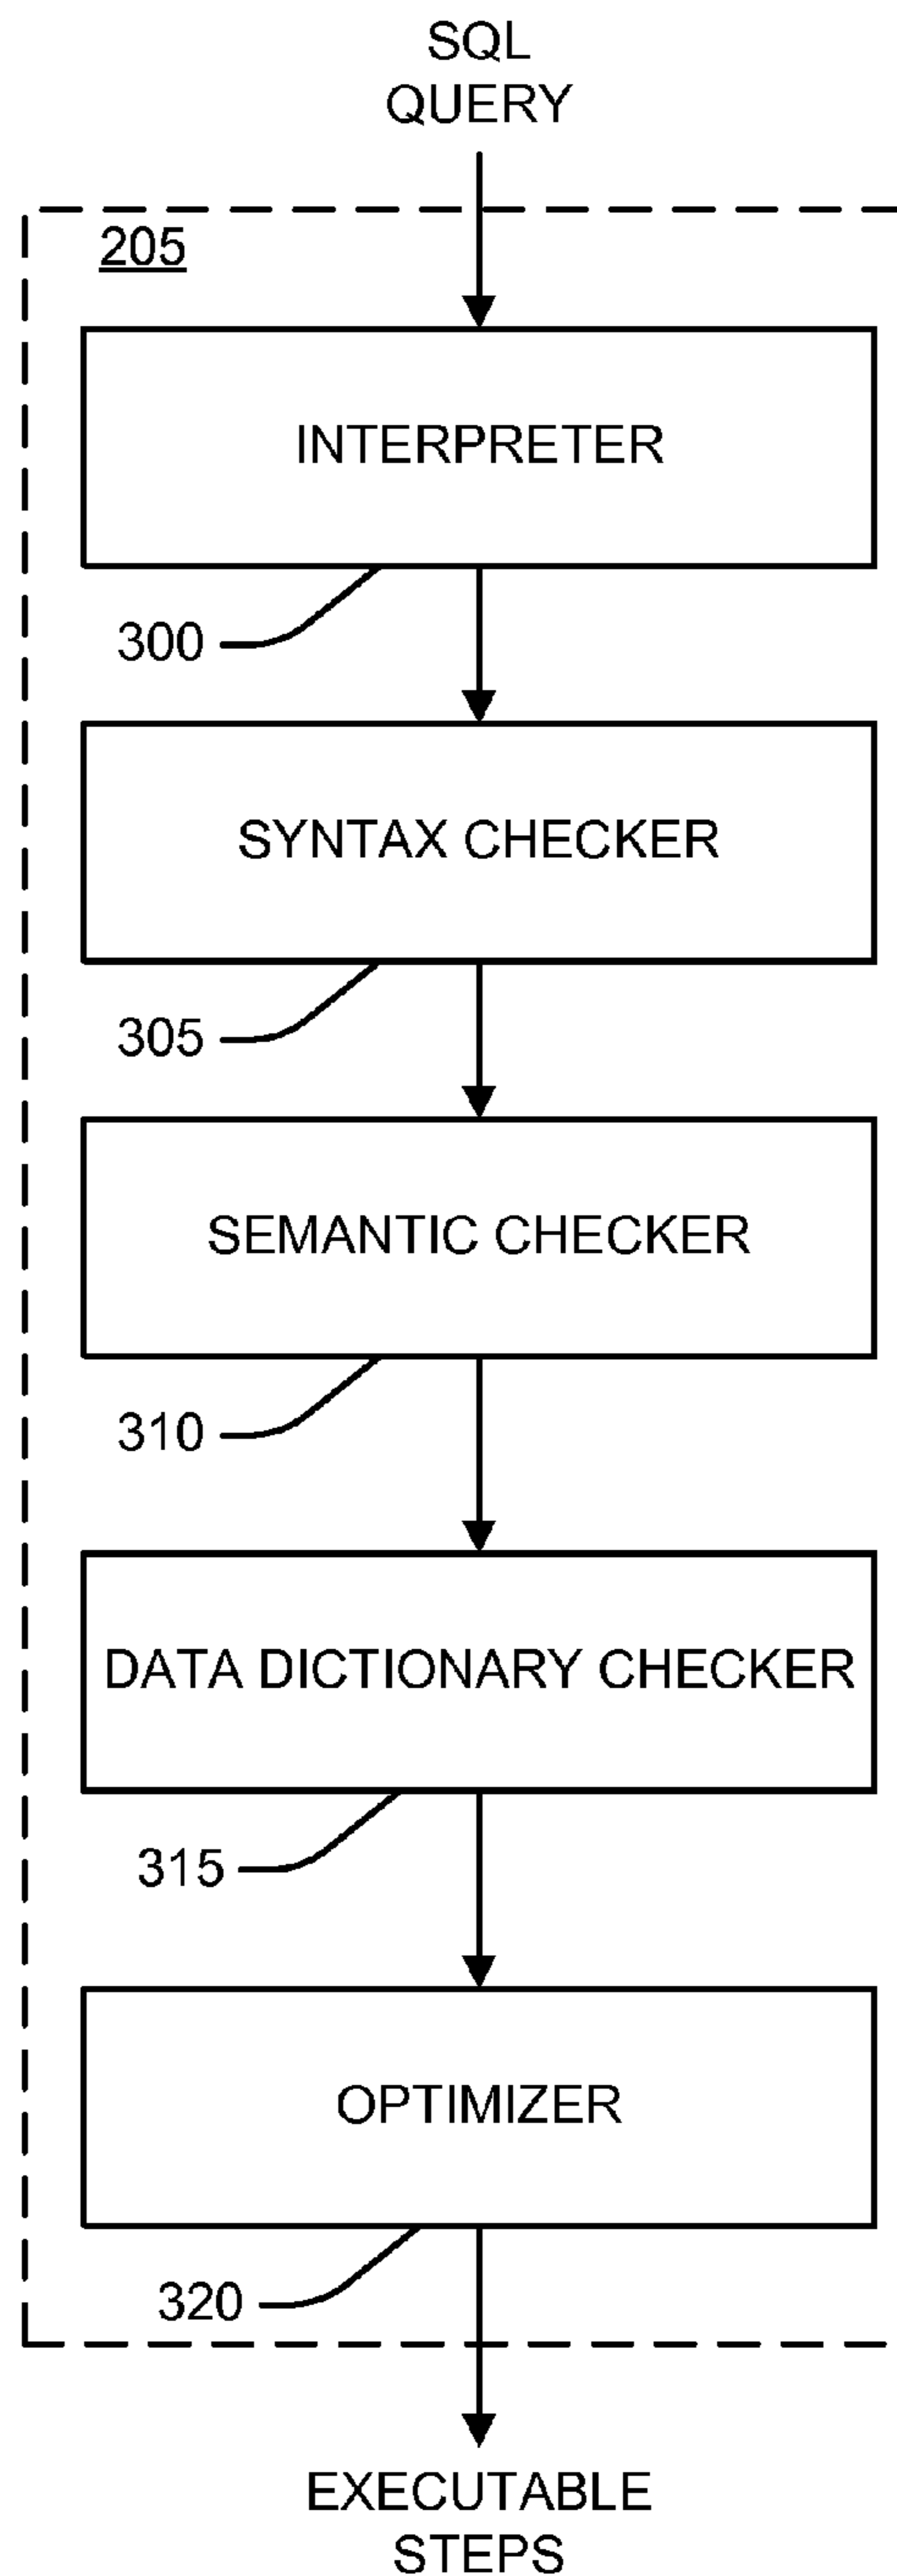 SQL
QUERY
205
INTERPRETER
300
SYNTAX CHECKER
305
SEMANTIC CHECKER
310
DATA DICTIONARY CHECKER
315
OPTIMIZER
320
EXECUTABLE
STEPS